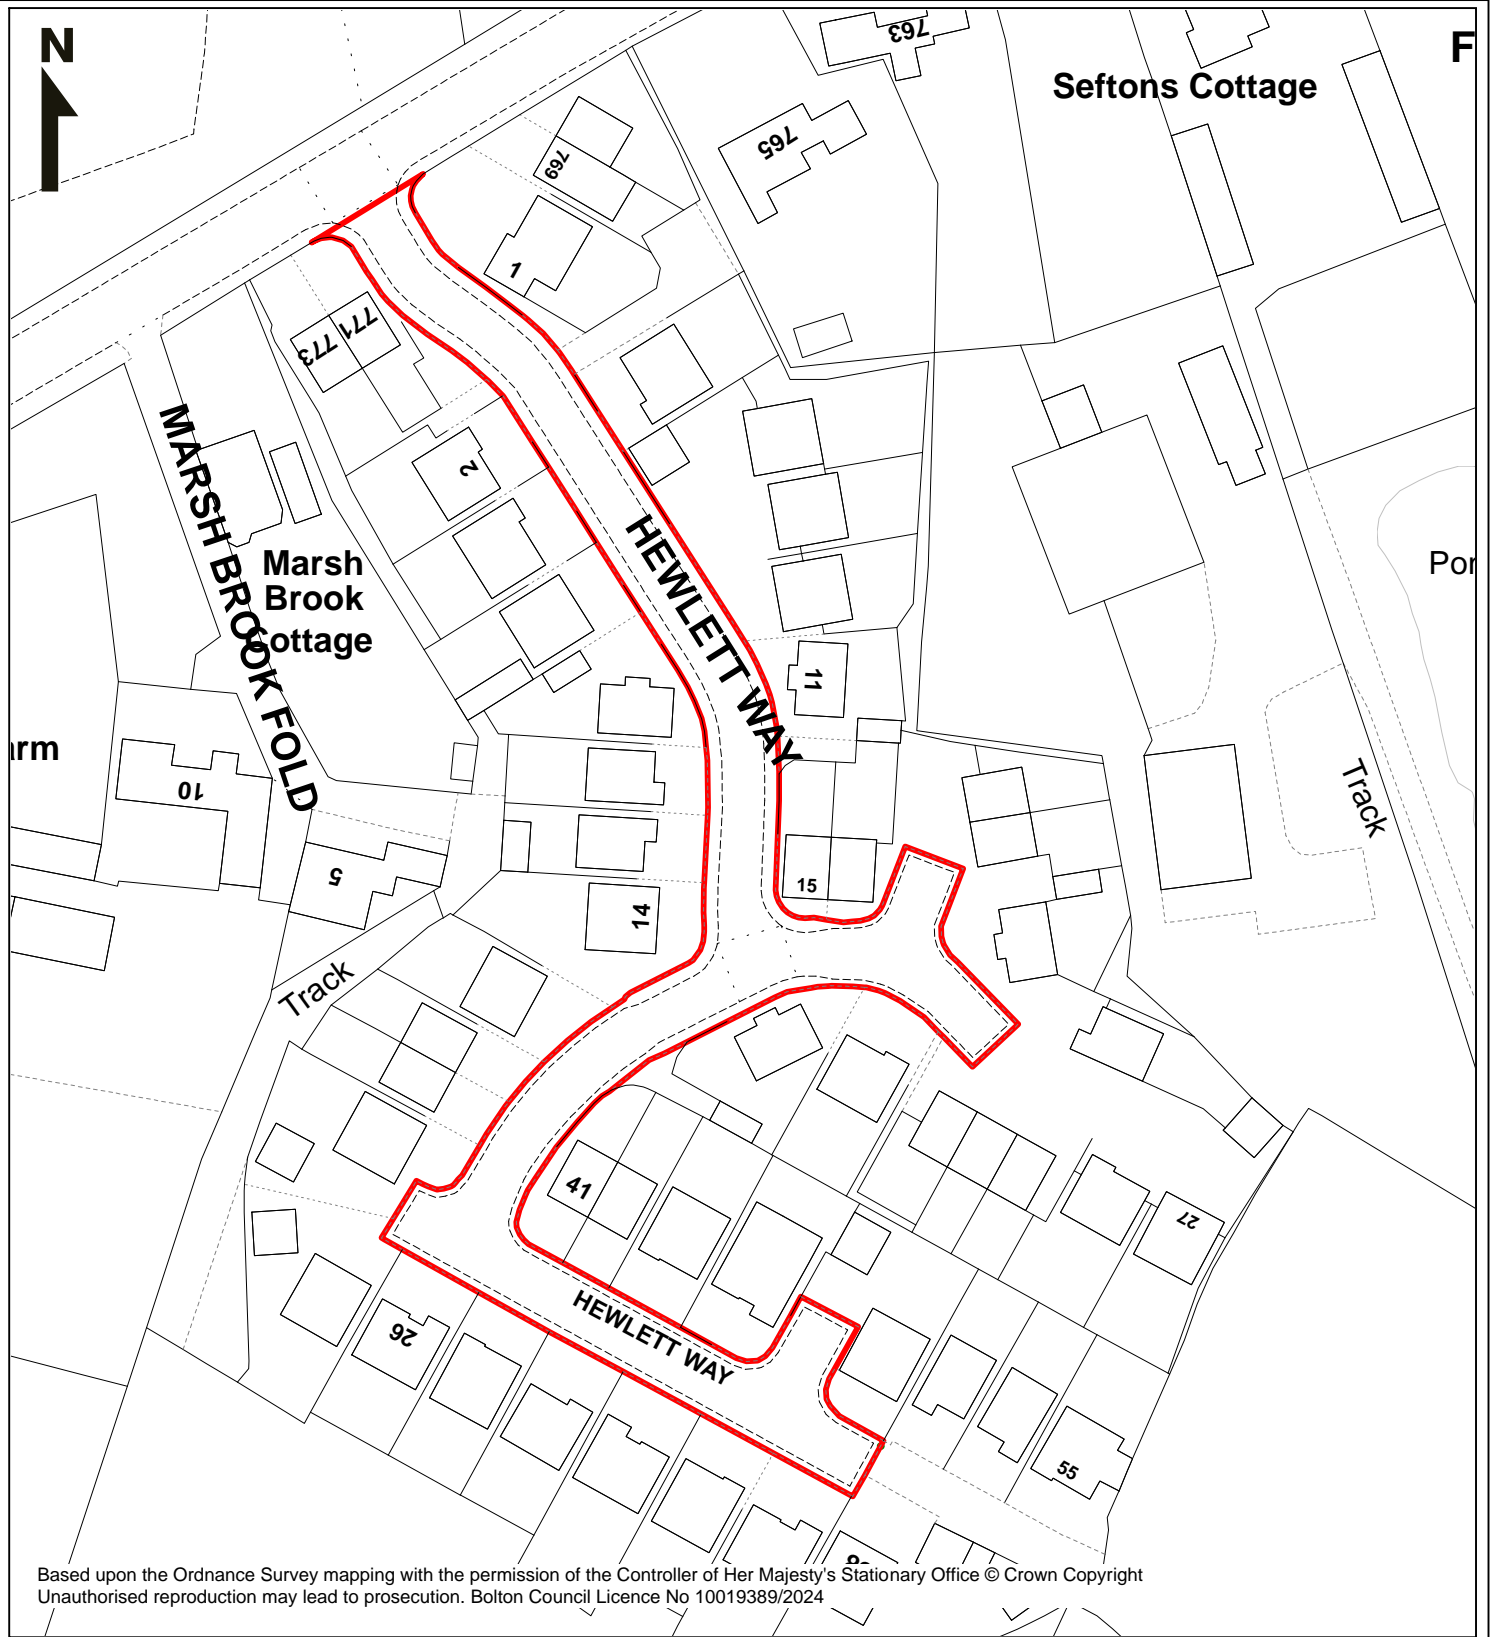 N
F
763
Seftons Cottage
765
769
1
771
773
2
MARSH BROOK FOLD
HEWLETT WAY
Marsh
Brook
Cottage
Por
11
arm
10
Track
5
15
14
Track
41
27
HEWLETT WAY
26
55
Based upon the Ordnance Survey mapping with the permission of the Controller of Her Majesty's Stationary Office © Crown Copyright
Unauthorised reproduction may lead to prosecution. Bolton Council Licence No 10019389/2024